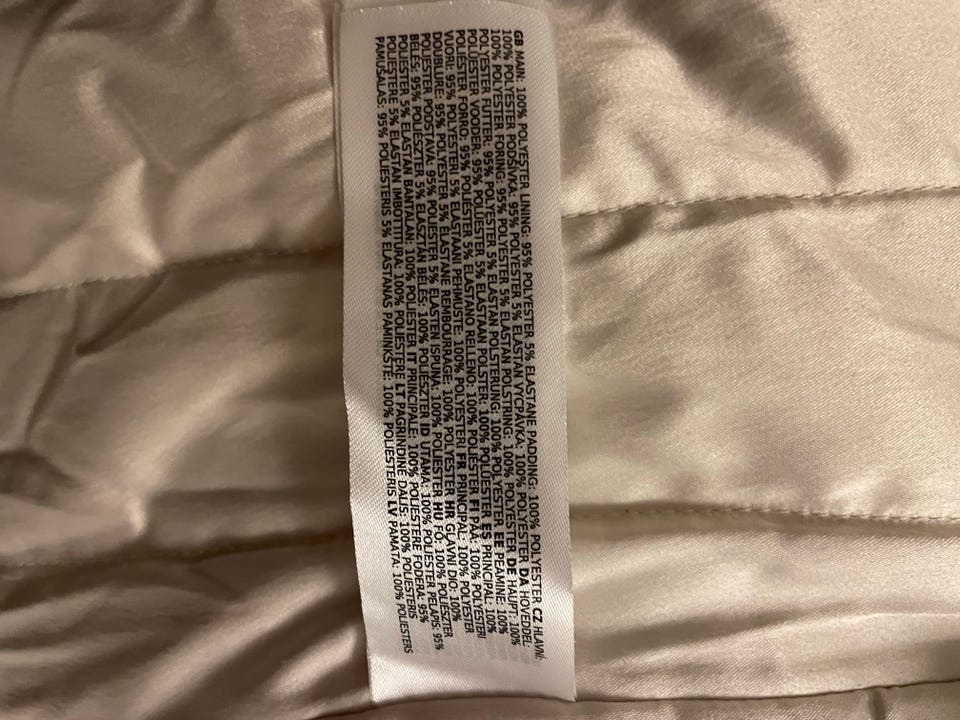 GB MAIN: 100% POLYESTER LINING: 95% POLYESTER 5% ELASTANE PADDING: 100% POLYESTER CZ HLAVNÍ:
100% POLYESTER PODŠÍVKA: 95% POLYESTER 5% ELASTAN VYCPÁVKA: 100% POLYESTER DA HOVEDDEL:
100% POLYESTER FORING: 95% POLYESTER 5% ELASTAN POLSTRING: 100% POLYESTER DE HAUPT: 100%
POLYESTER FUTTER: 95% POLYESTER 5% ELASTAN POLSTERUNG: 100% POLYESTER EE PEAMINE: 100%
POLÜESTER VOODER: 95% POLÜESTER 5% ELASTAAN POLSTER: 100% POLÜESTER ES PRINCIPAL: 100%
POLIÉSTER FORRO: 95% POLIÉSTER 5% ELASTANO RELLENO: 100% POLIÉSTER FI PÄÄ: 100% POLYESTERI
VUORI: 95% POLYESTERI 5% ELASTAANI PEHMUSTE: 100% POLYESTERI FR PRINCIPAL: 100% POLYESTER
DOUBLURE: 95% POLYESTER 5% ELASTANE REMBOURRAGE: 100% POLYESTER HR GLAVNI DIO: 100%
POLIESTER PODSTAVA: 95% POLIESTER 5% ELASTEN ISPUNA: 100% POLIESTER HU FŐ: 100% POLIÉSZTER
BÉLÉS: 95% POLIÉSZTER 5% ELASZTÁN BÉLÉS: 100% POLIÉSZTER ID UTAMA: 100% POLIESTER PELAPIS: 95%
POLIESTER 5% ELASTAN BANTALAN: 100% POLIESTER IT PRINCIPALE: 100% POLIESTERE FODERA: 95%
POLIESTERE 5% ELASTAN IMBOTTITURA: 100% POLIESTERE LT PAGRINDINĖ DALIS: 100% POLIESTERIS
PAMUŠALAS: 95% POLIESTERIS 5% ELASTANAS PAMINKŠTĖ: 100% POLIESTERIS LV PAMATA: 100% POLIESTERS